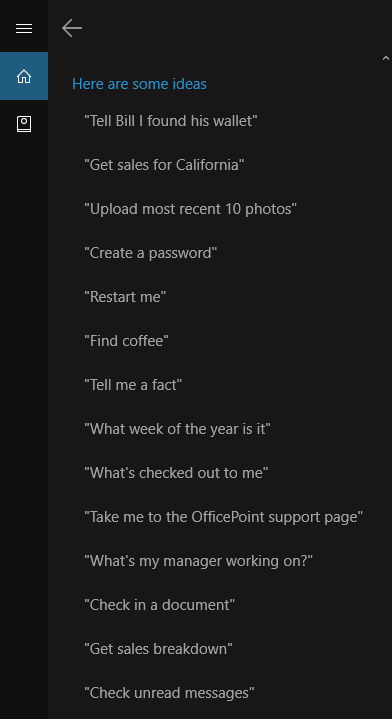 Here are some ideas
"Tell Bill I found his wallet"
"Get sales for California"
"Upload most recent 10 photos"
"Create a password"
"Restart me"
"Find coffee"
"Tell me a fact"
"What week of the year is it"
"What's checked out to me"
"Take me to the OfficePoint support page"
"What's my manager working on?"
"Check in a document"
"Get sales breakdown"
"Check unread messages"